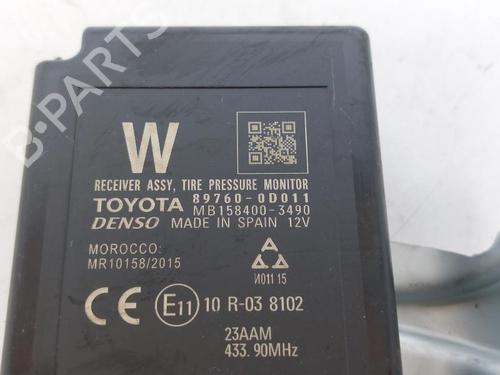 W
RECEIVER ASSY, TIRE PRESSURE MONITOR
TOYOTA 89760-0D011
MB158400-3490
DENSO MADE IN SPAIN 12V
MOROCCO:
MR10158/2015
И011 15
CE E11 10 R-03 8102
23AAM
433.90MHz
B-PARTS